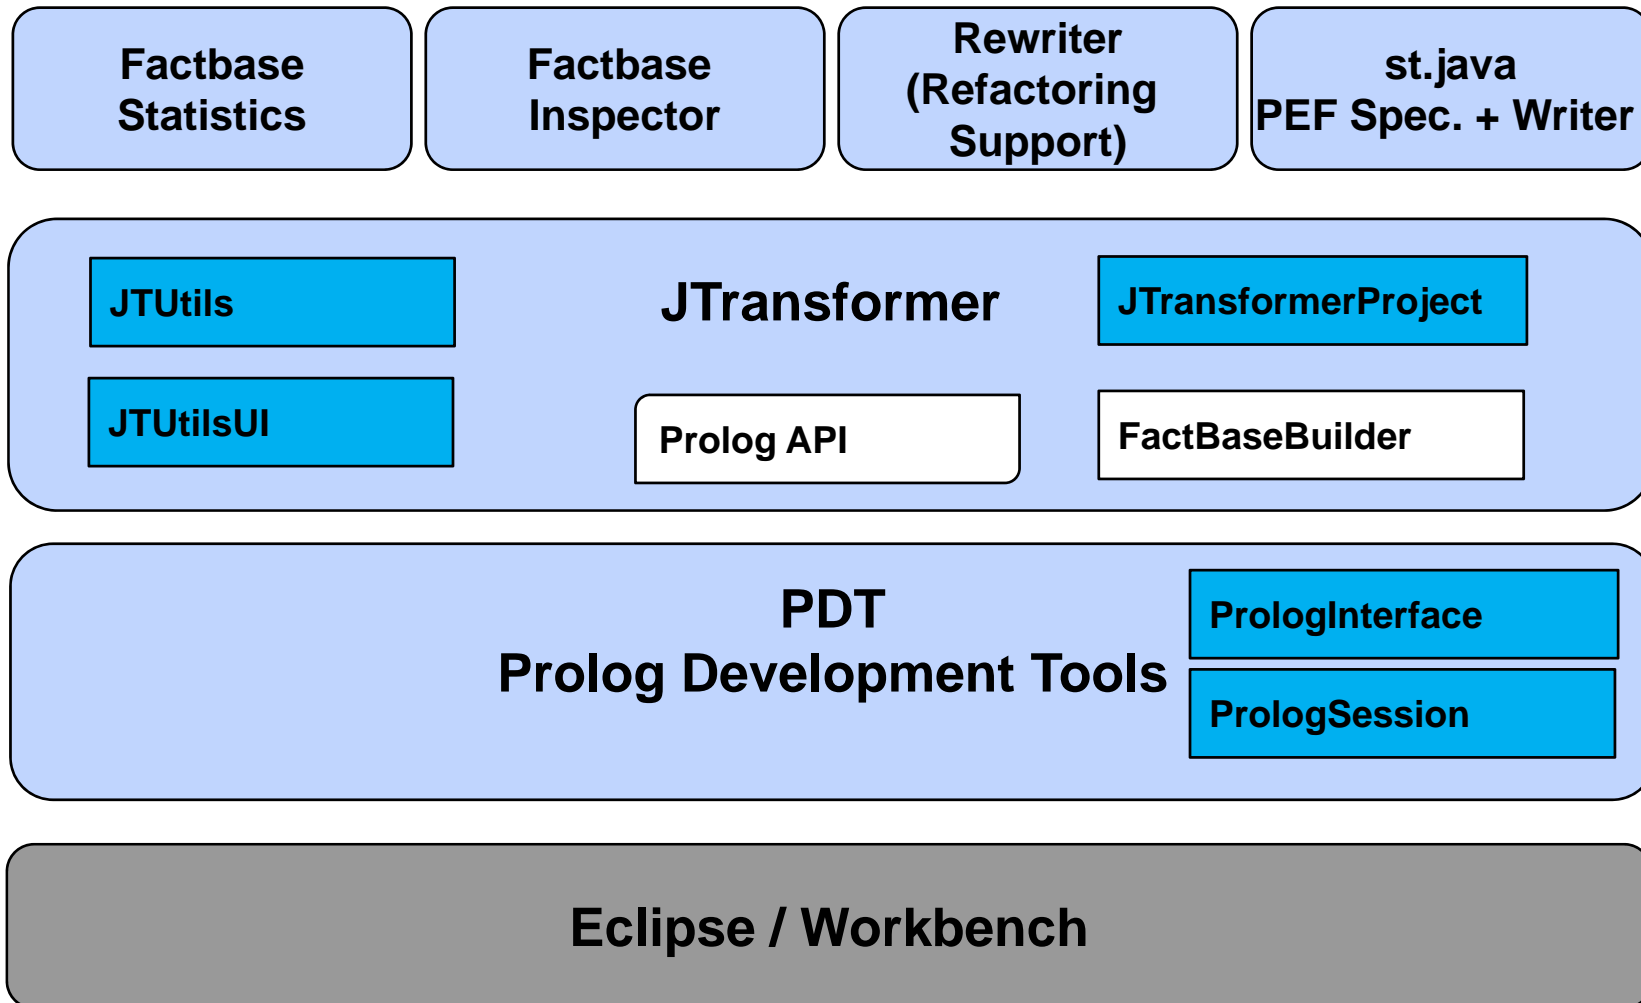 Factbase
Statistics
Factbase
Inspector
Rewriter
(Refactoring
Support)
st.java
PEF Spec. + Writer
JTUtils
JTransformer
JTransformerProject
JTUtilsUI
Prolog API
FactBaseBuilder
PDT
Prolog Development Tools
PrologInterface
PrologSession
Eclipse / Workbench